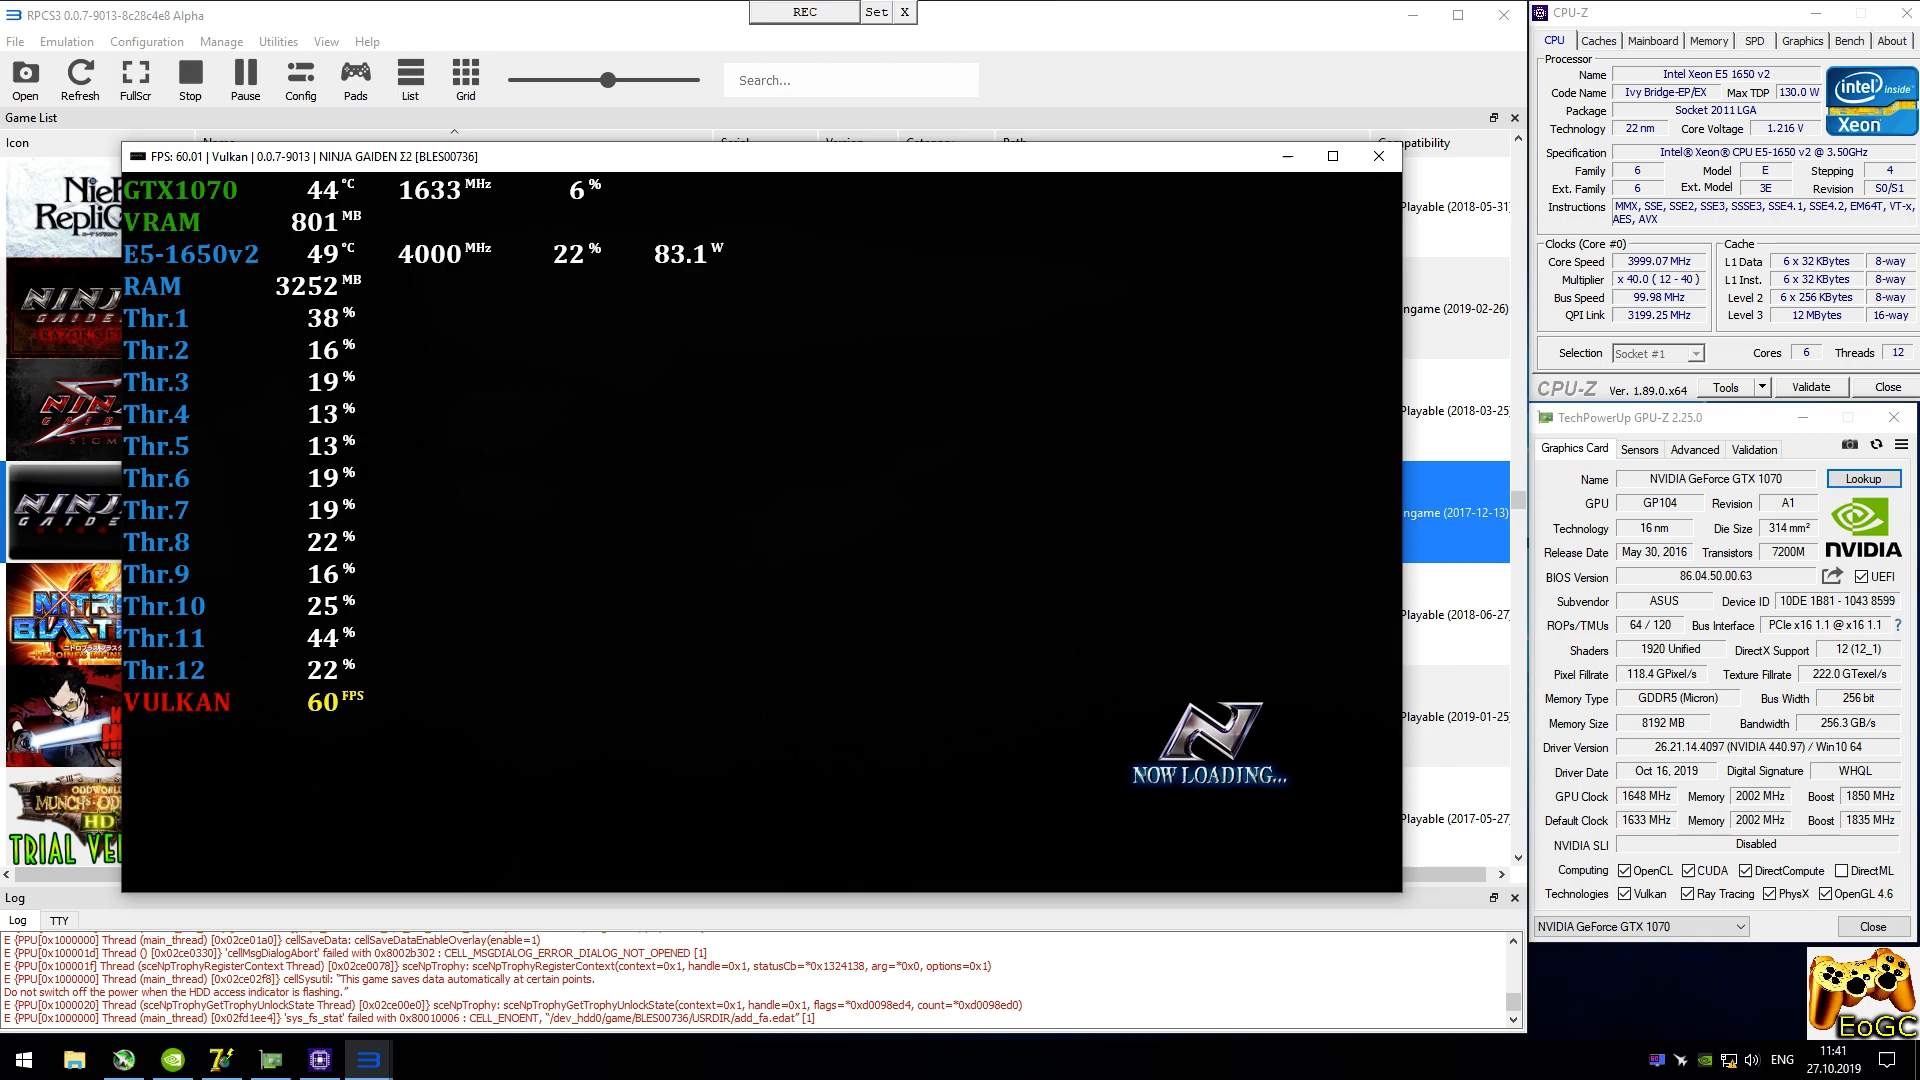 RPCS3 0.0.7-9013-8c28c4e8 Alpha
REC Set X
File Emulation Configuration Manage Utilities View Help
Open Refresh FullScr Stop Pause Config Pads List Grid
Search...
Game List
Icon
FPS: 60.01 | Vulkan | 0.0.7-9013 | NINJA GAIDEN Σ2 [BLES00736]
GTX1070 44 °C 1633 MHz 6 %
VRAM 801 MB
E5-1650v2 49 °C 4000 MHz 22 % 83.1 W
RAM 3252 MB
Thr.1 38 %
Thr.2 16 %
Thr.3 19 %
Thr.4 13 %
Thr.5 13 %
Thr.6 19 %
Thr.7 19 %
Thr.8 22 %
Thr.9 16 %
Thr.10 25 %
Thr.11 44 %
Thr.12 22 %
VULKAN 60 FPS
NOW LOADING...
Playable (2018-05-31)
Ingame (2019-02-26)
Playable (2018-03-25)
Ingame (2017-12-13)
Playable (2018-06-27)
Playable (2019-01-25)
Playable (2017-05-27)
Log
Log TTY
E {PPU[0x1000000] Thread (main_thread) [0x02ce01a0]} cellSaveData: cellSaveDataEnableOverlay(enable=1)
E {PPU[0x100001d] Thread () [0x02ce0330]} 'cellMsgDialogAbort' failed with 0x8002b302 : CELL_MSGDIALOG_ERROR_DIALOG_NOT_OPENED [1]
E {PPU[0x100001f] Thread (sceNpTrophyRegisterContext Thread) [0x02ce0078]} sceNpTrophy: sceNpTrophyRegisterContext(context=0x1, handle=0x1, statusCb=*0x1324138, arg=*0x0, options=0x1)
E {PPU[0x1000000] Thread (main_thread) [0x02ce02f8]} cellSysutil: “This game saves data automatically at certain points.
Do not switch off the power when the HDD access indicator is flashing.”
E {PPU[0x1000020] Thread (sceNpTrophyGetTrophyUnlockState Thread) [0x02ce00e0]} sceNpTrophy: sceNpTrophyGetTrophyUnlockState(context=0x1, handle=0x1, flags=*0xd0098ed4, count=*0xd0098ed0)
E {PPU[0x1000000] Thread (main_thread) [0x02fd1ee4]} 'sys_fs_stat' failed with 0x80010006 : CELL_ENOENT, “/dev_hdd0/game/BLES00736/USRDIR/add_fa.edat” [1]
CPU-Z
CPU Caches Mainboard Memory SPD Graphics Bench About
Processor
Name Intel Xeon E5 1650 v2
Code Name Ivy Bridge-EP/EX Max TDP 130.0 W
Package Socket 2011 LGA
Technology 22 nm Core Voltage 1.216 V
intel inside™ Xeon
Specification Intel® Xeon® CPU E5-1650 v2 @ 3.50GHz
Family 6 Model E Stepping 4
Ext. Family 6 Ext. Model 3E Revision S0/S1
Instructions MMX, SSE, SSE2, SSE3, SSSE3, SSE4.1, SSE4.2, EM64T, VT-x,
AES, AVX
Clocks (Core #0) Cache
Core Speed 3999.07 MHz L1 Data 6 x 32 KBytes 8-way
Multiplier x 40.0 ( 12 - 40 ) L1 Inst. 6 x 32 KBytes 8-way
Bus Speed 99.98 MHz Level 2 6 x 256 KBytes 8-way
QPI Link 3199.25 MHz Level 3 12 MBytes 16-way
Selection Socket #1 Cores 6 Threads 12
CPU-Z Ver. 1.89.0.x64 Tools Validate Close
TechPowerUp GPU-Z 2.25.0
Graphics Card Sensors Advanced Validation
Name NVIDIA GeForce GTX 1070 Lookup
GPU GP104 Revision A1
Technology 16 nm Die Size 314 mm²
Release Date May 30, 2016 Transistors 7200M
NVIDIA
BIOS Version 86.04.50.00.63 UEFI
Subvendor ASUS Device ID 10DE 1B81 - 1043 8599
ROPs/TMUs 64 / 120 Bus Interface PCIe x16 1.1 @ x16 1.1 ?
Shaders 1920 Unified DirectX Support 12 (12_1)
Pixel Fillrate 118.4 GPixel/s Texture Fillrate 222.0 GTexel/s
Memory Type GDDR5 (Micron) Bus Width 256 bit
Memory Size 8192 MB Bandwidth 256.3 GB/s
Driver Version 26.21.14.4097 (NVIDIA 440.97) / Win10 64
Driver Date Oct 16, 2019 Digital Signature WHQL
GPU Clock 1648 MHz Memory 2002 MHz Boost 1850 MHz
Default Clock 1633 MHz Memory 2002 MHz Boost 1835 MHz
NVIDIA SLI Disabled
Computing OpenCL CUDA DirectCompute DirectML
Technologies Vulkan Ray Tracing PhysX OpenGL 4.6
NVIDIA GeForce GTX 1070 Close
EoGC
ENG 11:41
27.10.2019